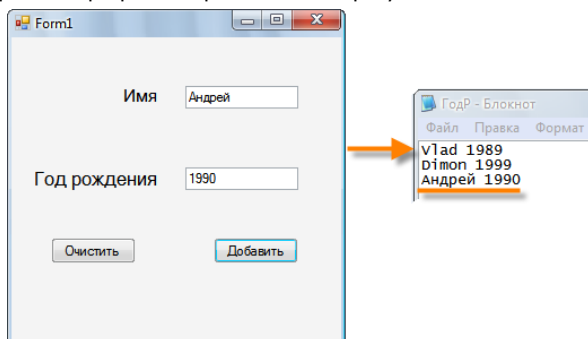 Form1
Имя
Андрей
Год рождения
1990
Очистить
Добавить
ГодР - Блокнот
Файл Правка Формат
Vlad 1989
Dimon 1999
Андрей 1990